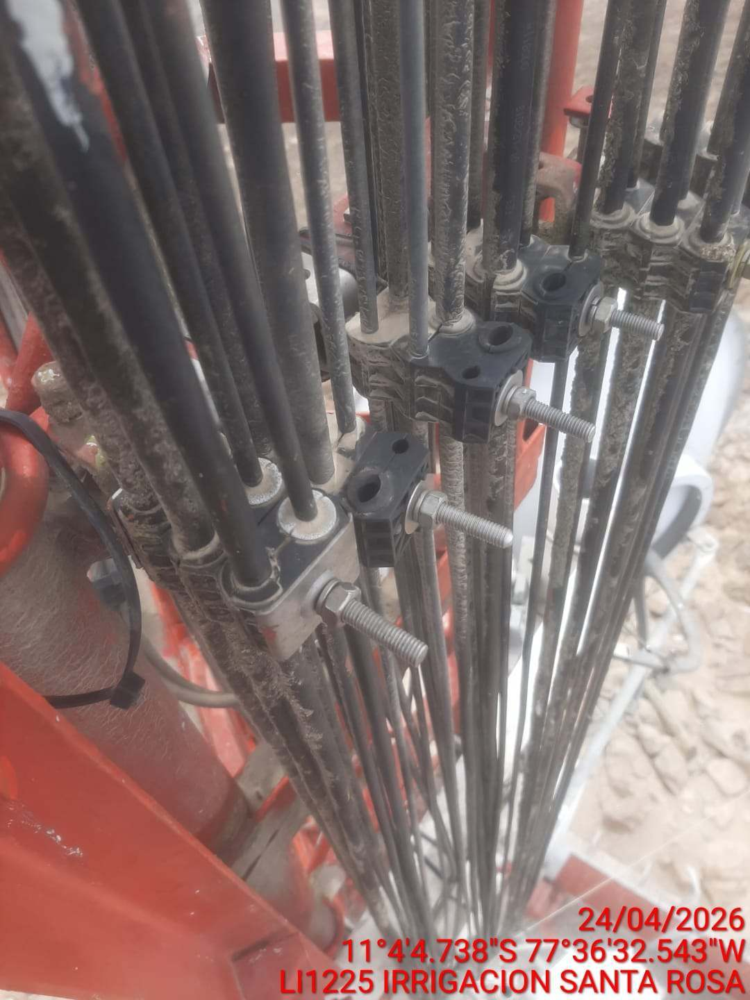 24/04/2026
11°4'4.738"S 77°36'32.543"W
LI1225 IRRIGACION SANTA ROSA